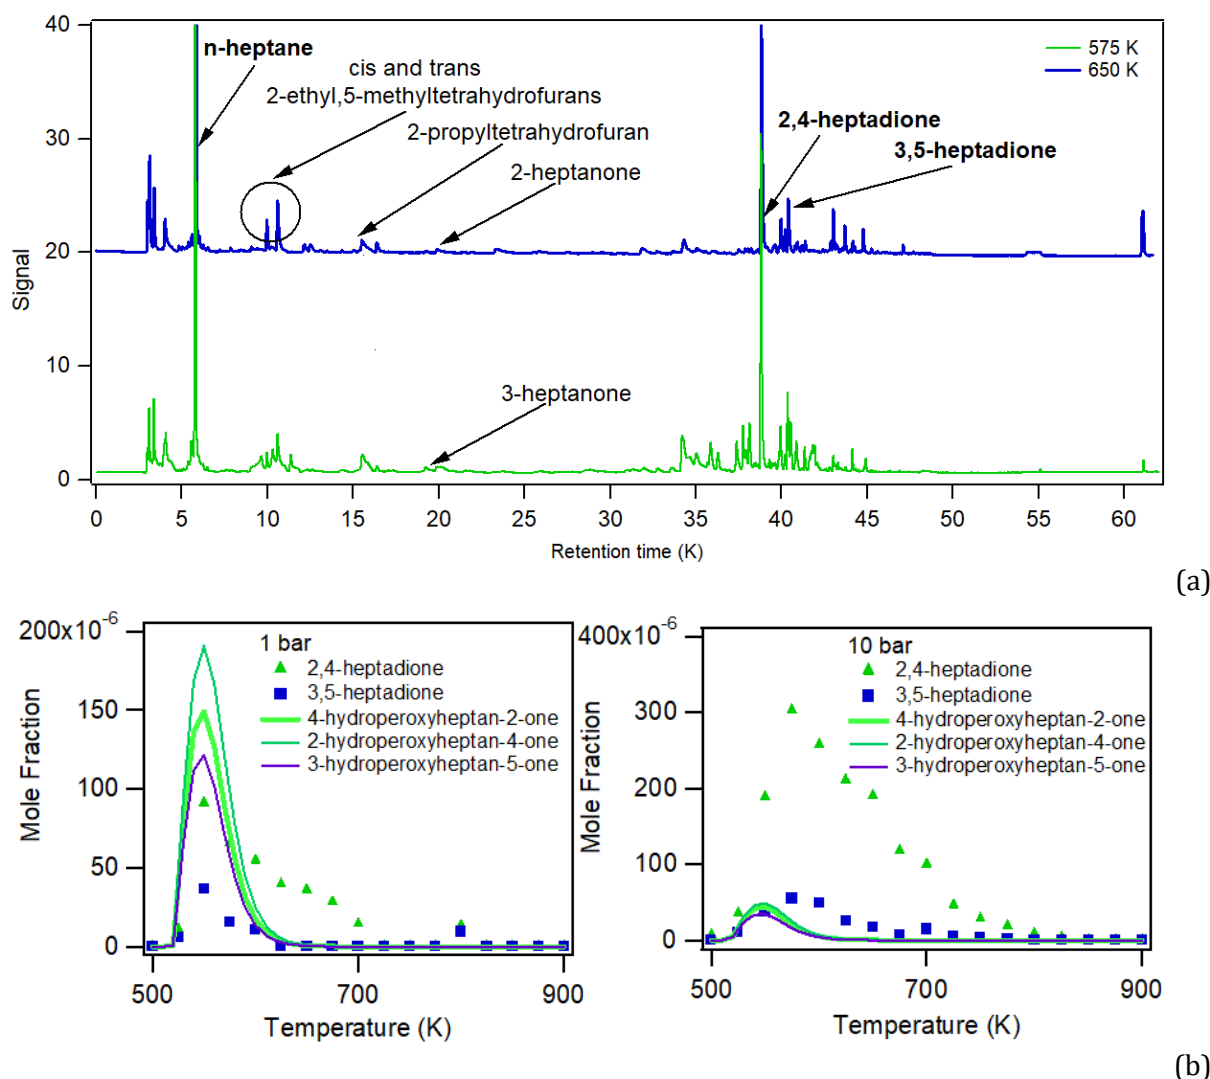 40
30
20
10
0
Signal
n-heptane
cis and trans
2-ethyl,5-methyltetrahydrofurans
2-propyltetrahydrofuran
2-heptanone
3-heptanone
2,4-heptadione
3,5-heptadione
575 K
650 K
0 5 10 15 20 25 30 35 40 45 50 55 60
Retention time (K)
(a)
200x10-6
150
100
50
0
Mole Fraction
1 bar
2,4-heptadione
3,5-heptadione
4-hydroperoxyheptan-2-one
2-hydroperoxyheptan-4-one
3-hydroperoxyheptan-5-one
500 700 900
Temperature (K)
400x10-6
300
200
100
0
Mole Fraction
10 bar
2,4-heptadione
3,5-heptadione
4-hydroperoxyheptan-2-one
2-hydroperoxyheptan-4-one
3-hydroperoxyheptan-5-one
500 700 900
Temperature (K)
(b)